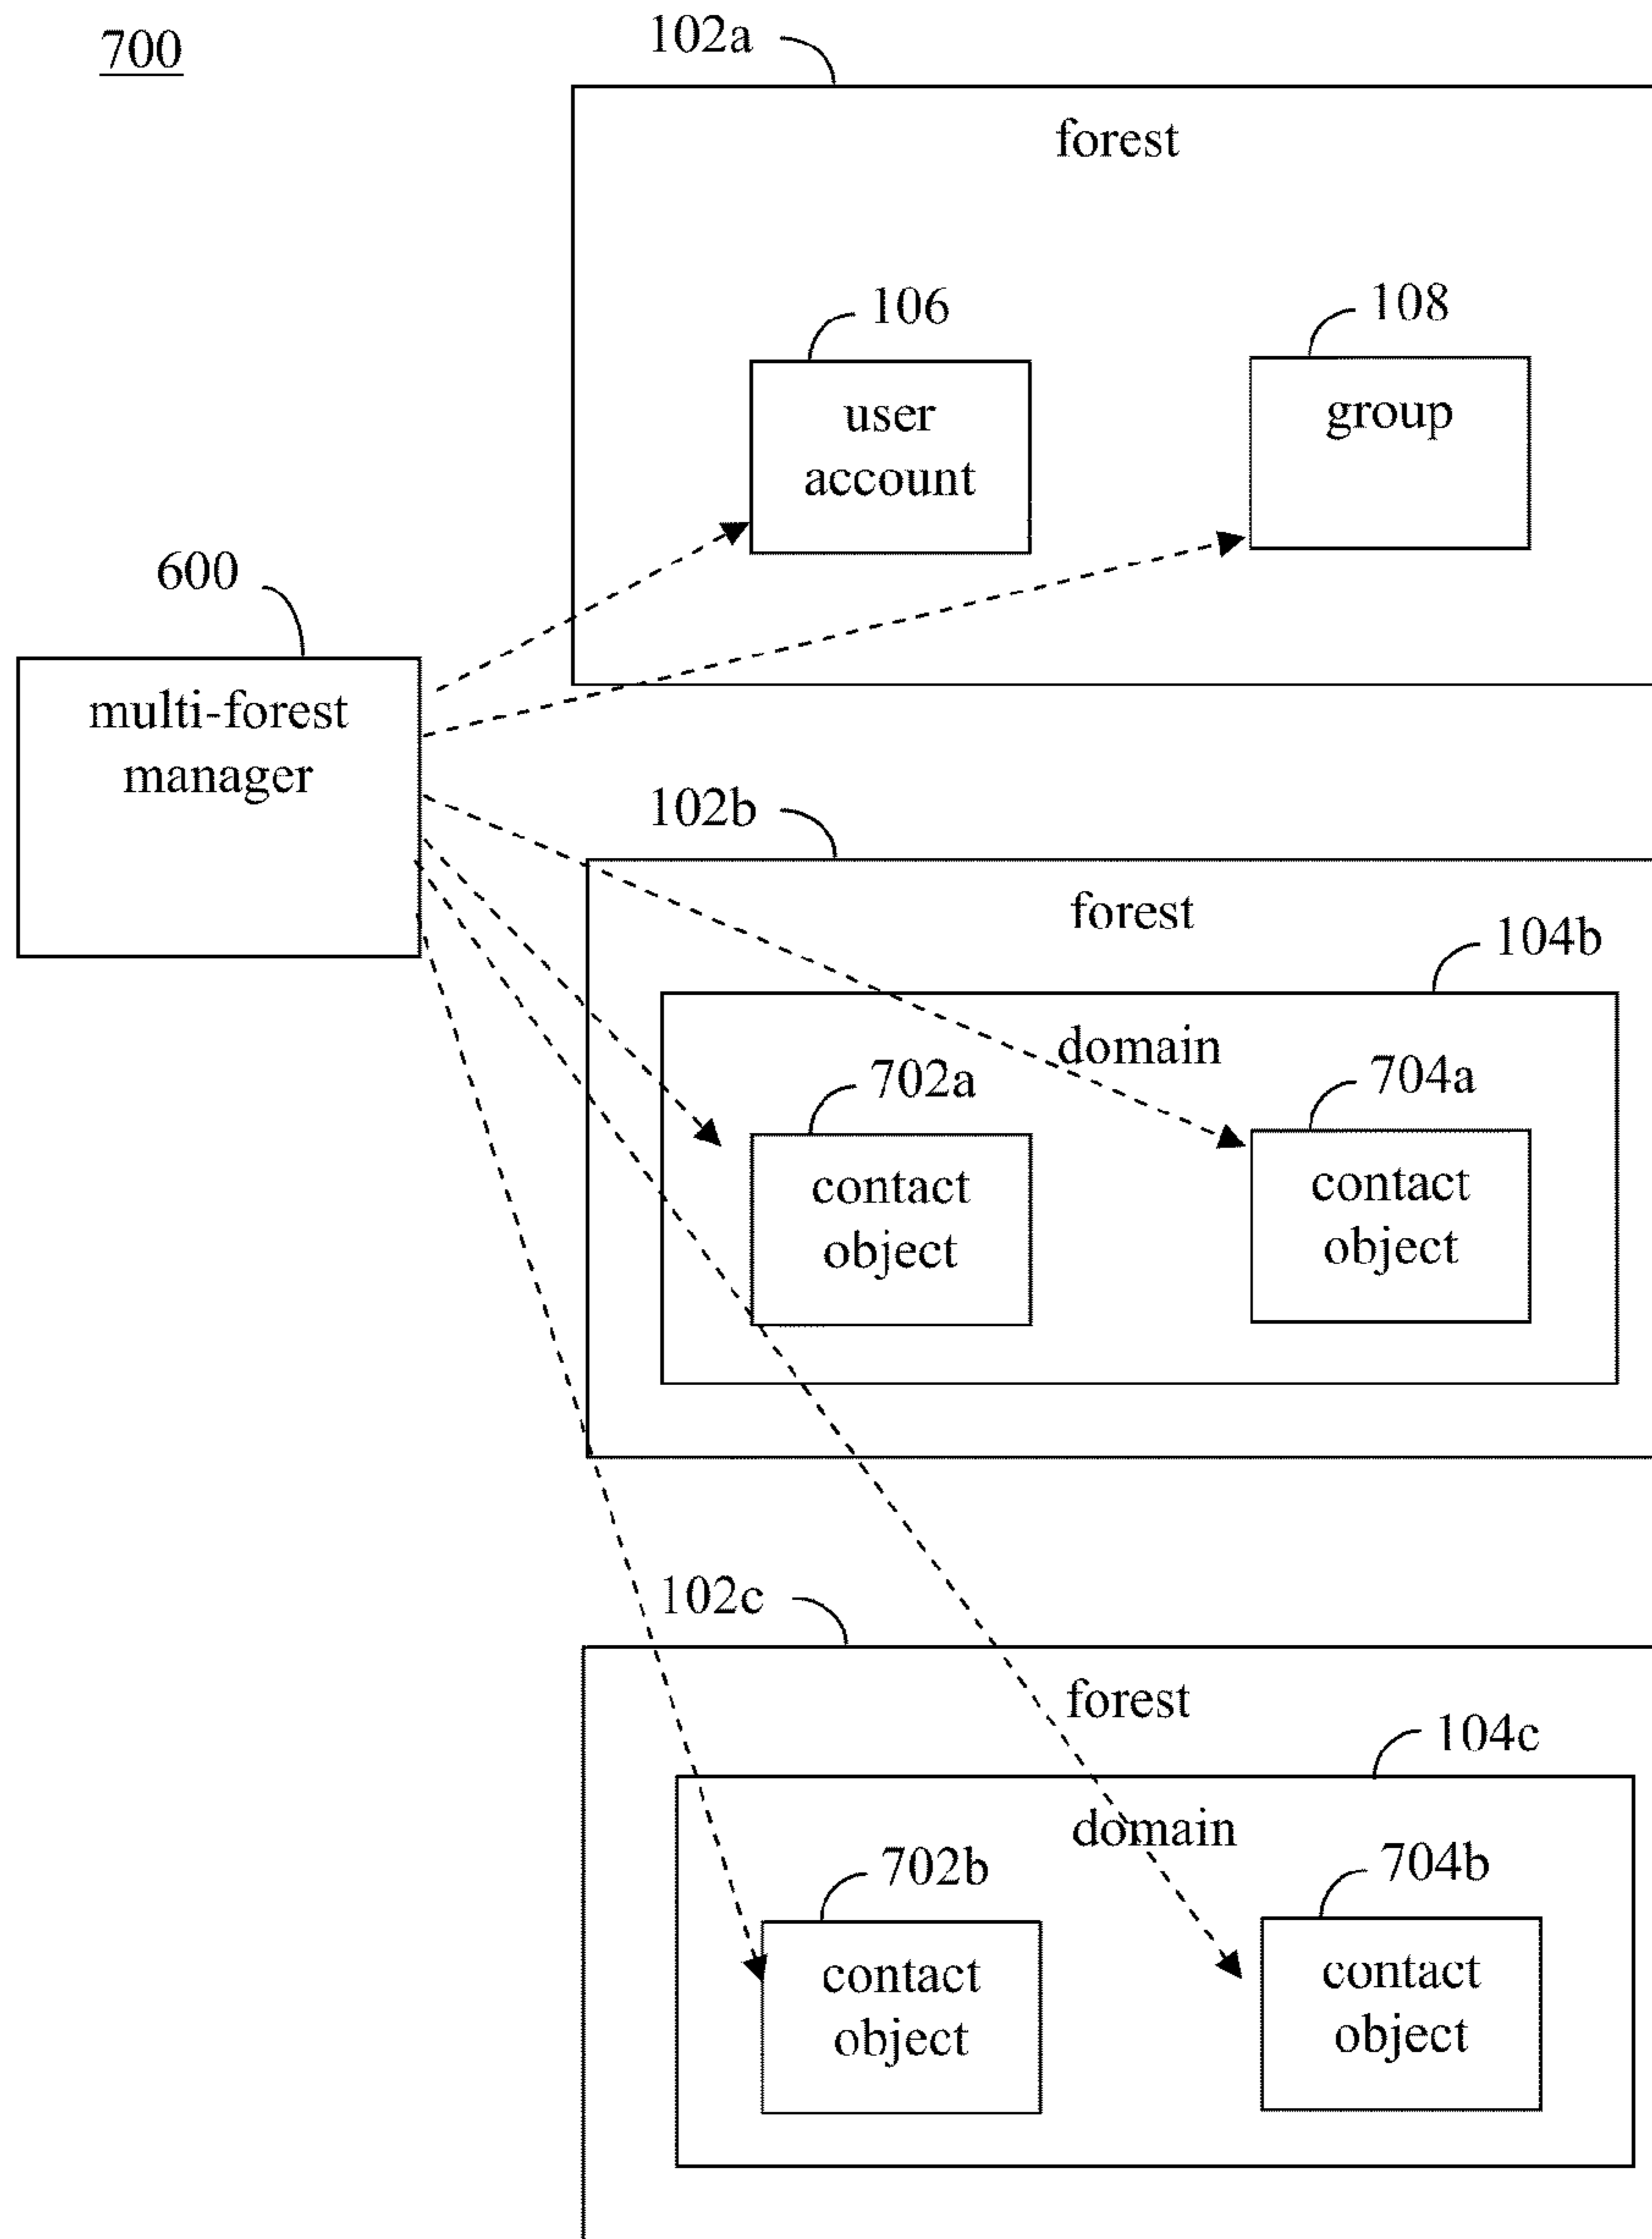 700
102a
forest
106
108
user
account
group
600
multi-forest
manager
102b
forest
104b
domain
702a
704a
contact
object
contact
object
102c
forest
104c
domain
702b
704b
contact
object
contact
object